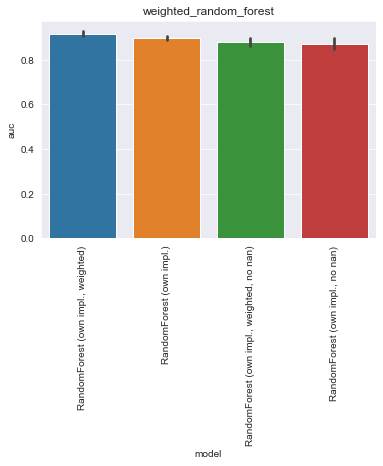 weighted_random_forest
auc
0.8
0.6
0.4
0.2
0.0
RandomForest (own impl., weighted)
RandomForest (own impl.)
RandomForest (own impl., weighted, no nan)
RandomForest (own impl., no nan)
model